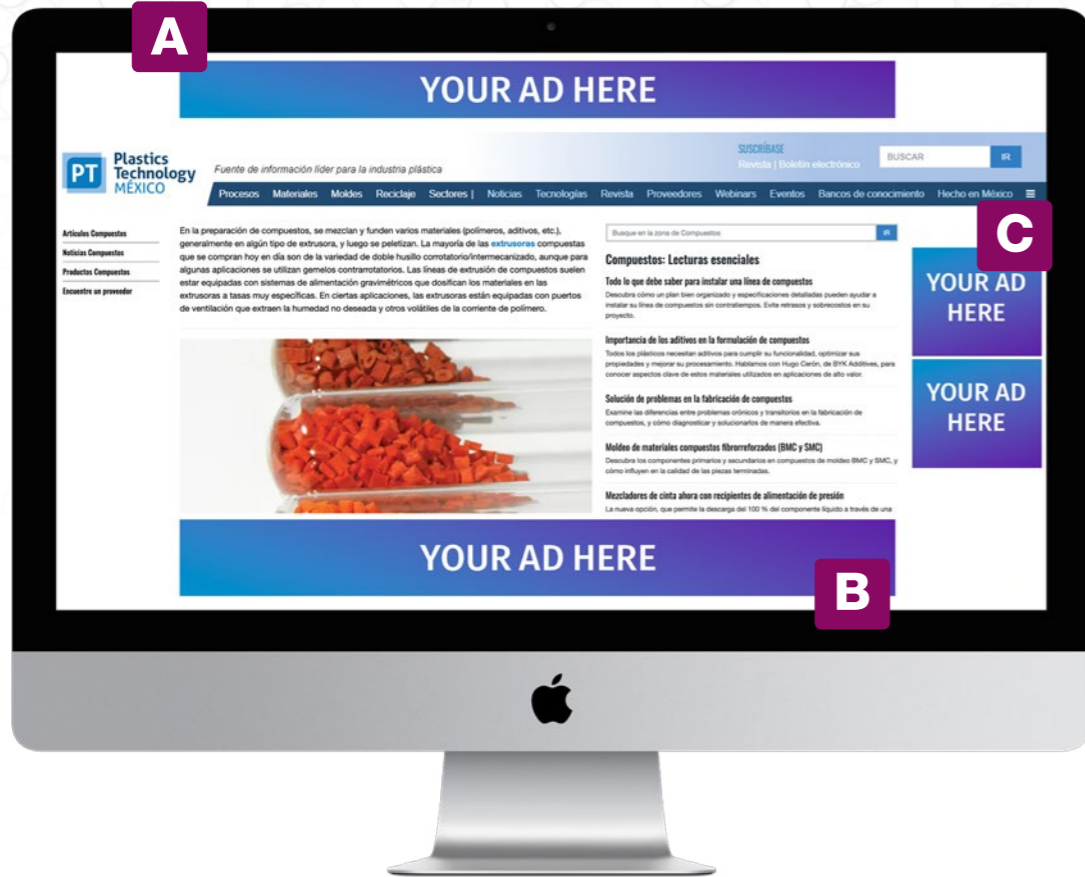 A
YOUR AD HERE
PT
Plastics
Technology
MÉXICO
Fuente de información líder para la industria plástica
SUSCRÍBASE
Revista | Boletín electrónico
BUSCAR
IR
Procesos Materiales Moldes Reciclaje Sectores | Noticias Tecnologías Revista Proveedores Webinars Eventos Bancos de conocimiento Hecho en México
Artículos Compuestos
Noticias Compuestos
Productos Compuestos
Encuentre un proveedor
En la preparación de compuestos, se mezclan y funden varios materiales (polímeros, aditivos, etc.),
generalmente en algún tipo de extrusora, y luego se peletizan. La mayoría de las extrusoras compuestas
que se compran hoy en día son de la variedad de doble husillo corrotatorio/intermecanizado, aunque para
algunas aplicaciones se utilizan gemelos contrarrotatorios. Las líneas de extrusión de compuestos suelen
estar equipadas con sistemas de alimentación gravimétricos que dosifican los materiales en las
extrusoras a tasas muy específicas. En ciertas aplicaciones, las extrusoras están equipadas con puertos
de ventilación que extraen la humedad no deseada y otros volátiles de la corriente de polímero.
Busque en la zona de Compuestos
IR
Compuestos: Lecturas esenciales
Todo lo que debe saber para instalar una línea de compuestos
Descubra cómo un plan bien organizado y especificaciones detalladas pueden ayudar a
instalar su línea de compuestos sin contratiempos. Evite retrasos y sobrecostos en su
proyecto.
Importancia de los aditivos en la formulación de compuestos
Todos los plásticos necesitan aditivos para cumplir su funcionalidad, optimizar sus
propiedades y mejorar su procesamiento. Hablamos con Hugo Cerón, de BYK Additives, para
conocer aspectos clave de estos materiales utilizados en aplicaciones de alto valor.
Solución de problemas en la fabricación de compuestos
Examine las diferencias entre problemas crónicos y transitorios en la fabricación de
compuestos, y cómo diagnosticar y solucionarlos de manera efectiva.
Moldeo de materiales compuestos fibrorreforzados (BMC y SMC)
Descubra los componentes primarios y secundarios en compuestos de moldeo BMC y SMC, y
cómo influyen en la calidad de las piezas terminadas.
Mezcladores de cinta ahora con recipientes de alimentación de presión
La nueva opción, que permite la descarga del 100 % del componente líquido a través de una
C
YOUR AD
HERE
YOUR AD
HERE
YOUR AD HERE
B